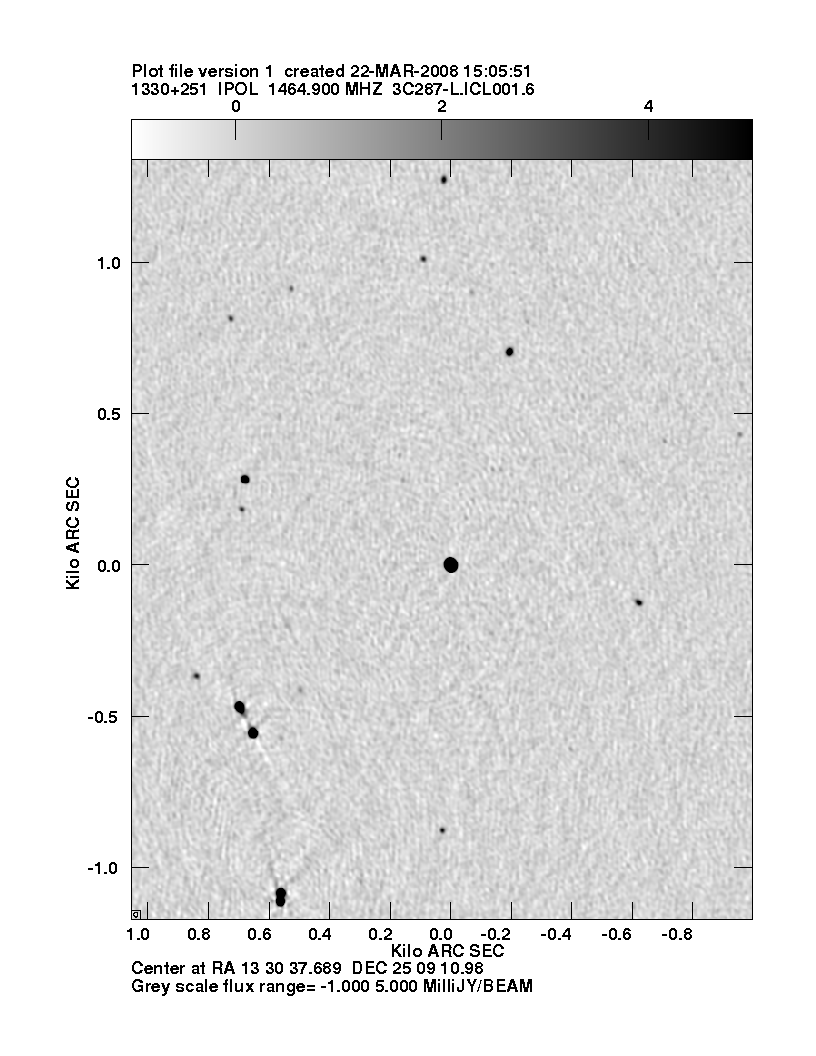 Plot file version 1 created 22-MAR-2008 15:05:51
1330+251 IPOL 1464.900 MHZ 3C287-L.ICL001.6
0 2 4
1.0
0.5
Kilo ARC SEC
0.0
-0.5
-1.0
1.0 0.8 0.6 0.4 0.2 0.0 -0.2 -0.4 -0.6 -0.8
Kilo ARC SEC
Center at RA 13 30 37.689 DEC 25 09 10.98
Grey scale flux range= -1.000 5.000 MilliJY/BEAM